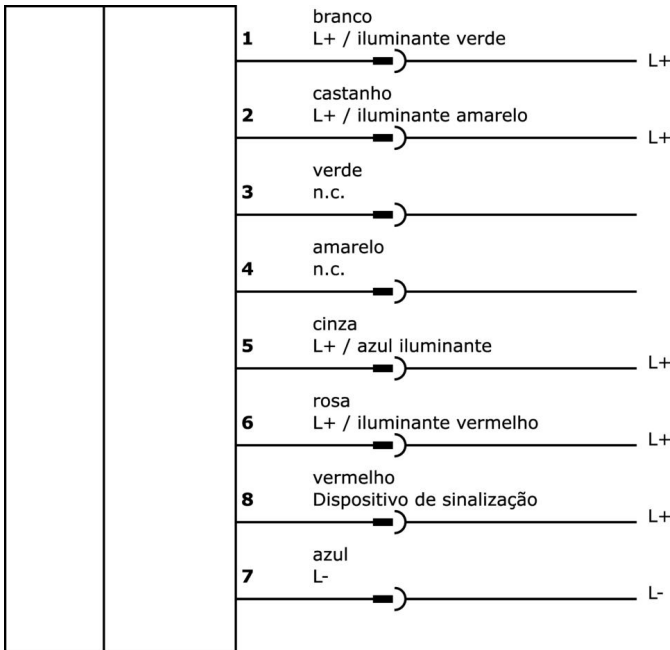 branco
1 L+ / iluminante verde
L+
castanho
2 L+ / iluminante amarelo
L+
verde
3 n.c.
amarelo
4 n.c.
cinza
5 L+ / azul iluminante
L+
rosa
6 L+ / iluminante vermelho
L+
vermelho
8 Dispositivo de sinalização
L+
azul
7 L-
L-